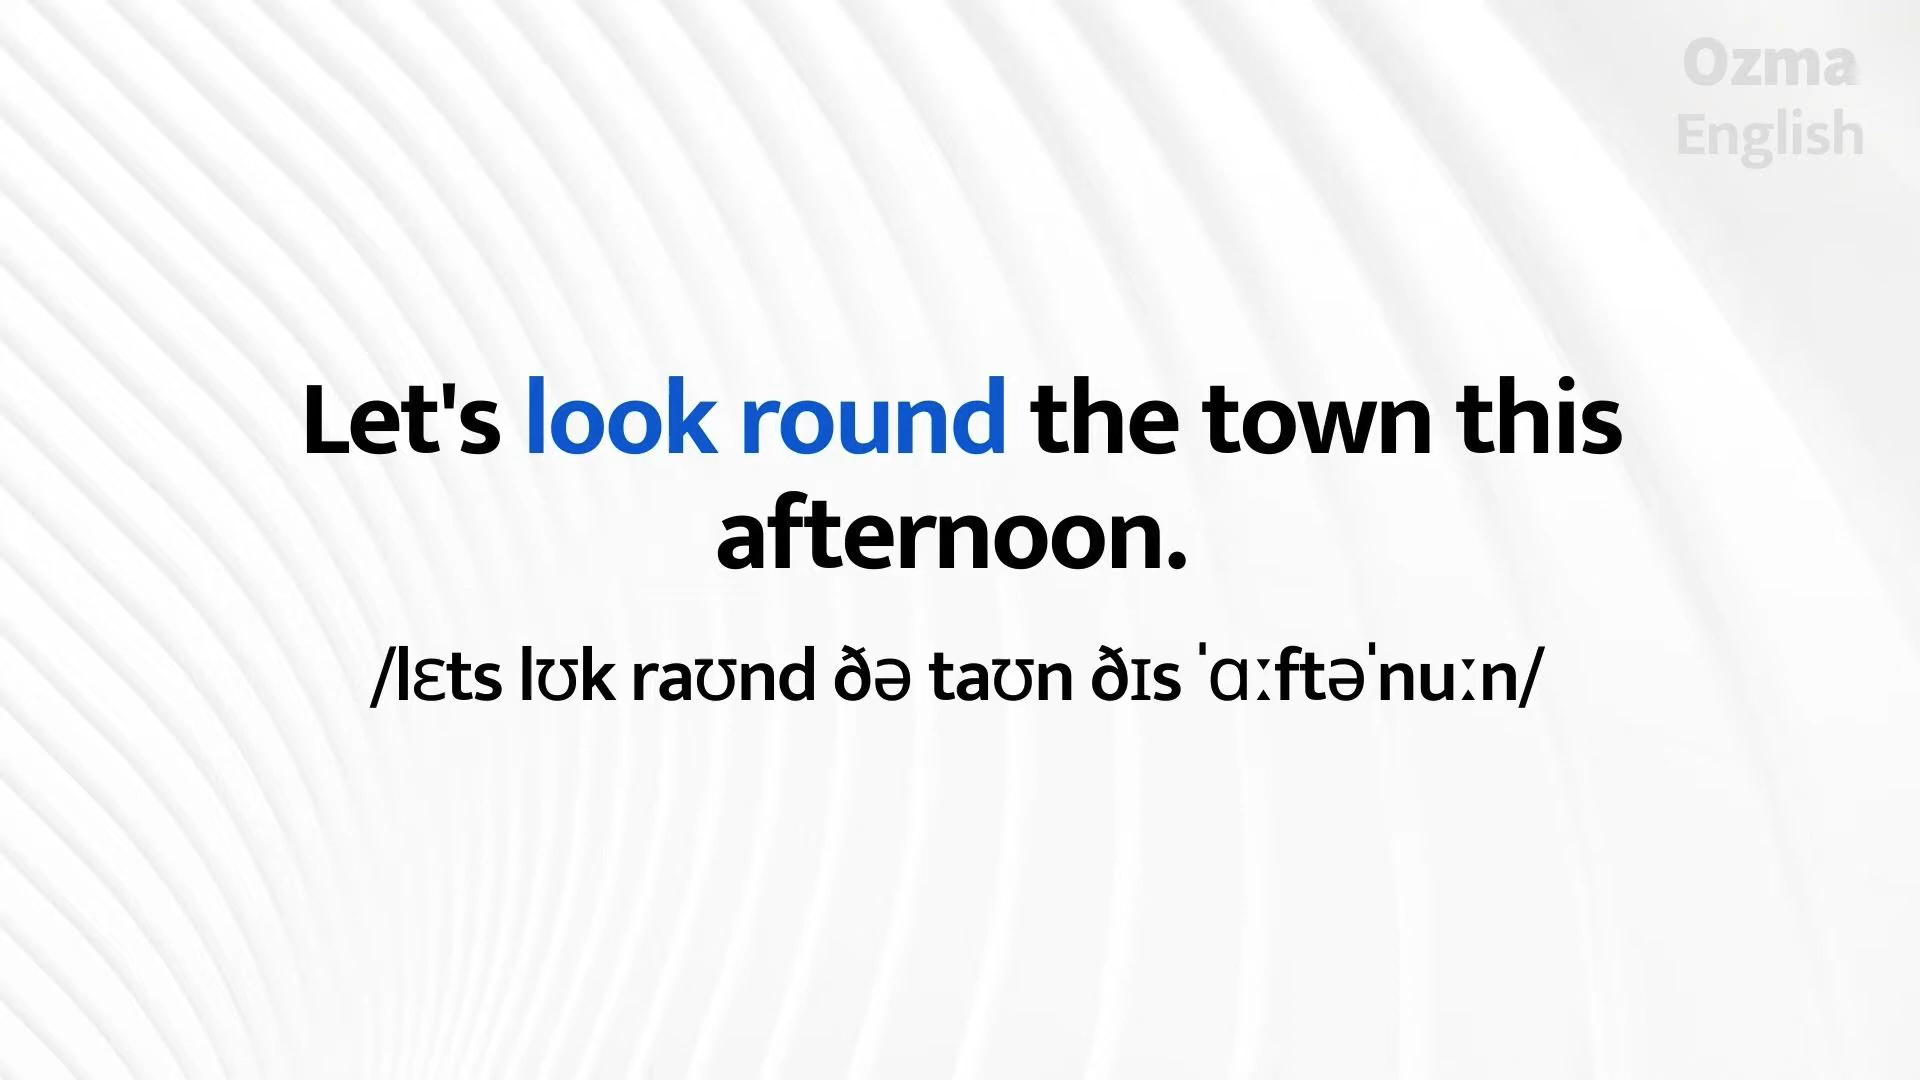 Ozma
English
Let's look round the town this
afternoon.
/lɛts lʊk raʊnd ðə taʊn ðɪs ˈɑːftəˈnuːn/